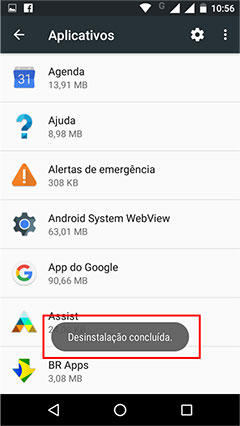 10:56
Aplicativos
31
Agenda
13,91 MB
Ajuda
8,98 MB
Alertas de emergência
308 KB
Android System WebView
63,01 MB
App do Google
90,66 MB
Assist
Desinstalação concluída.
BR Apps
3,08 MB